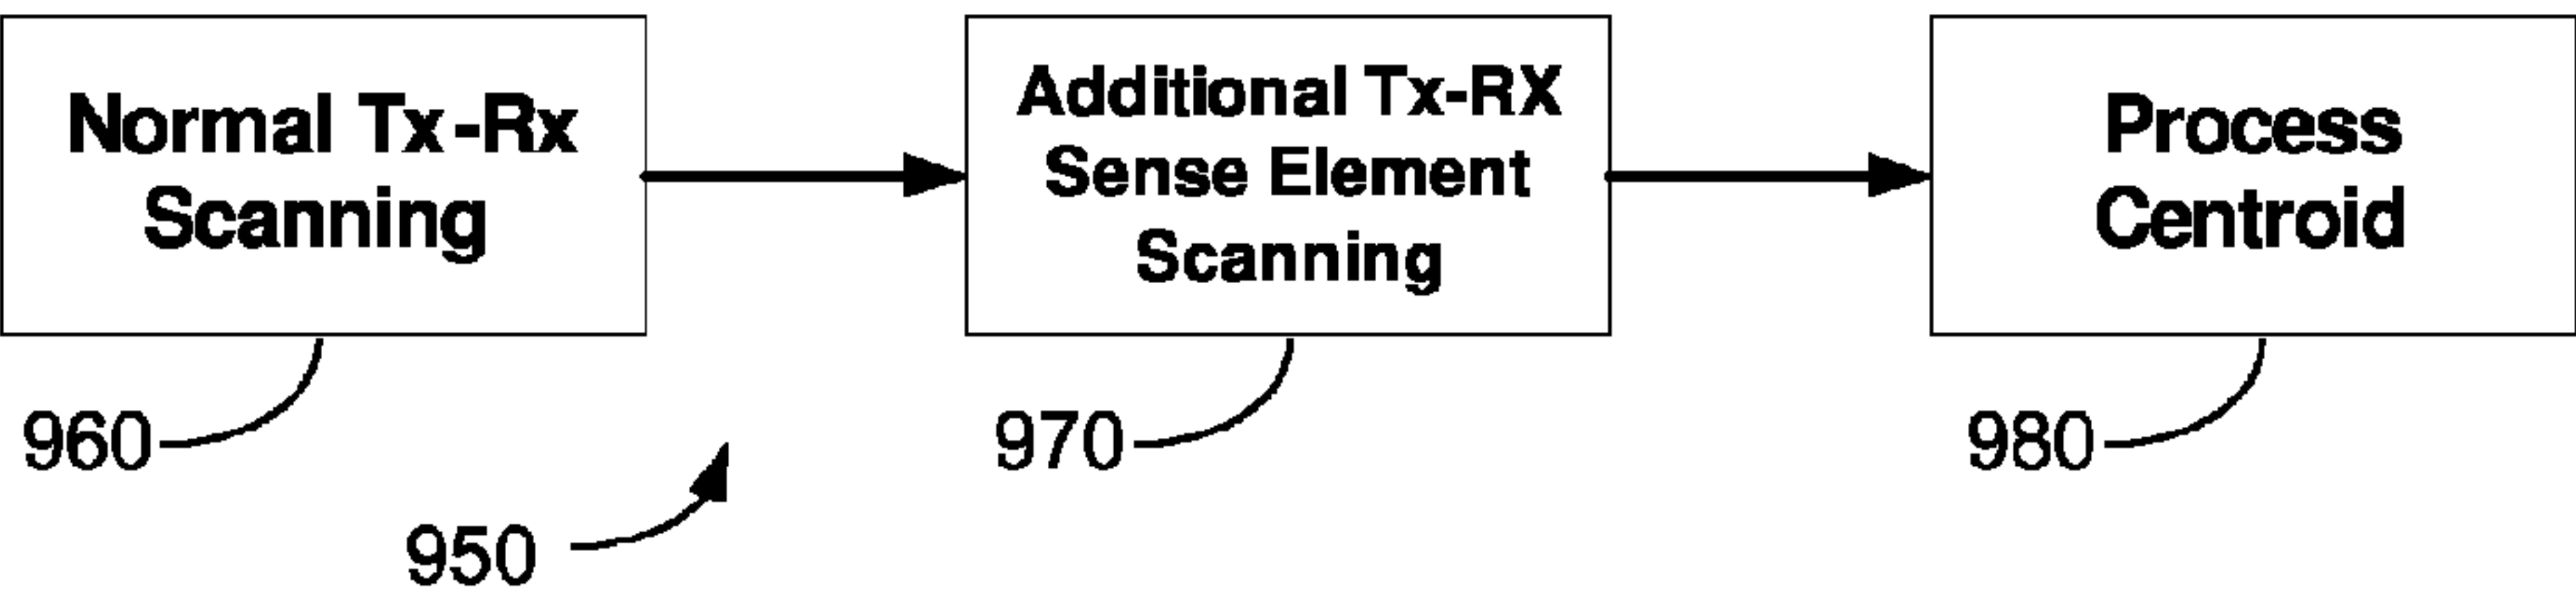 Normal Tx-Rx
Scanning
Additional Tx-RX
Sense Element
Scanning
Process
Centroid
960
970
980
950